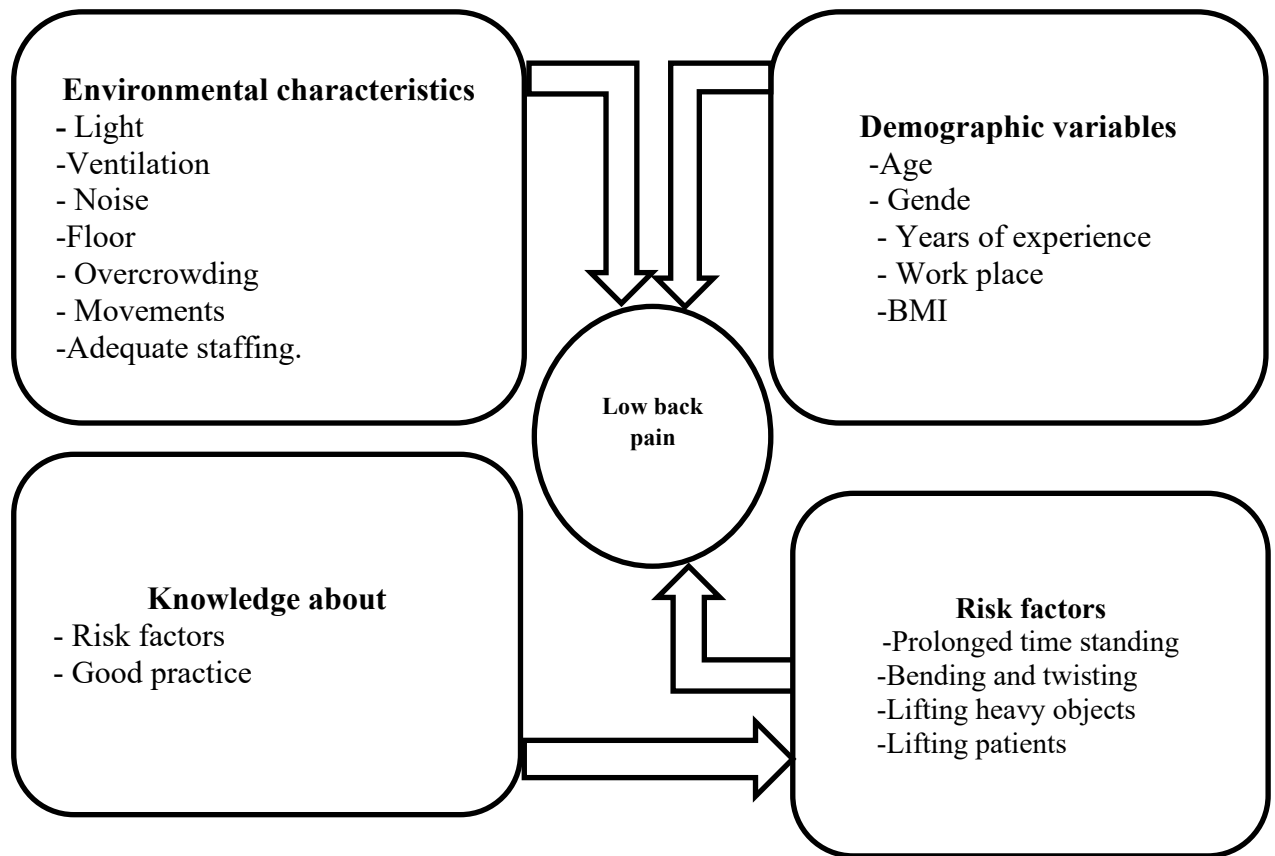 Environmental characteristics
- Light
-Ventilation
- Noise
-Floor
- Overcrowding
- Movements
-Adequate staffing.
Demographic variables
-Age
- Gende
- Years of experience
- Work place
-BMI
Low back
pain
Knowledge about
- Risk factors
- Good practice
Risk factors
-Prolonged time standing
-Bending and twisting
-Lifting heavy objects
-Lifting patients